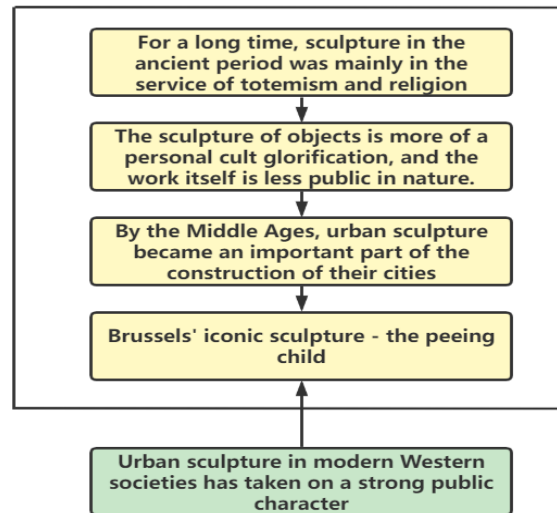 For a long time, sculpture in the
ancient period was mainly in the
service of totemism and religion
The sculpture of objects is more of a
personal cult glorification, and the
work itself is less public in nature.
By the Middle Ages, urban sculpture
became an important part of the
construction of their cities
Brussels' iconic sculpture - the peeing
child
Urban sculpture in modern Western
societies has taken on a strong public
character